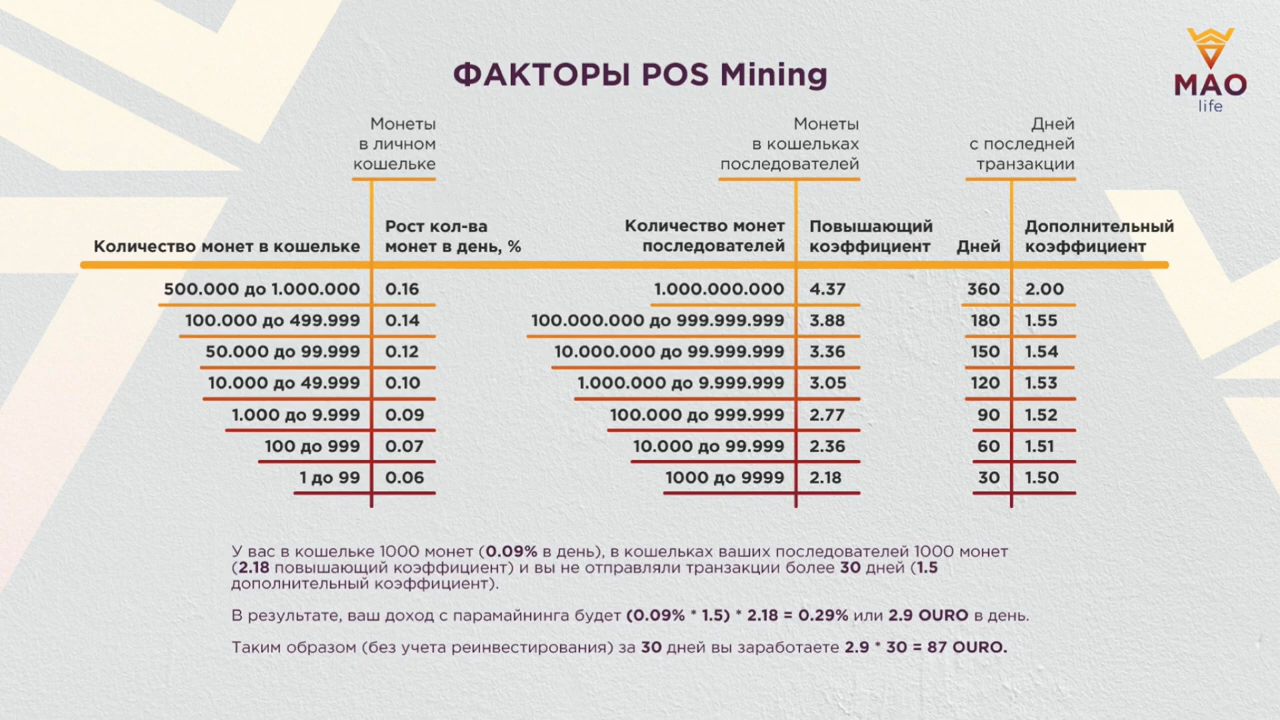 ФАКТОРЫ POS Mining
MAO
life
Монеты
в личном
кошельке
Монеты
в кошельках
последователей
Дней
с последней
транзакции
Количество монет в кошельке
Рост кол-ва
монет в день, %
Количество монет
последователей
Повышающий
коэффициент
Дней
Дополнительный
коэффициент
500.000 до 1.000.000 0.16 1.000.000.000 4.37 360 2.00
100.000 до 499.999 0.14 100.000.000 до 999.999.999 3.88 180 1.55
50.000 до 99.999 0.12 10.000.000 до 99.999.999 3.36 150 1.54
10.000 до 49.999 0.10 1.000.000 до 9.999.999 3.05 120 1.53
1.000 до 9.999 0.09 100.000 до 999.999 2.77 90 1.52
100 до 999 0.07 10.000 до 99.999 2.36 60 1.51
1 до 99 0.06 1000 до 9999 2.18 30 1.50
У вас в кошельке 1000 монет (0.09% в день), в кошельках ваших последователей 1000 монет
(2.18 повышающий коэффициент) и вы не отправляли транзакции более 30 дней (1.5
дополнительный коэффициент).
В результате, ваш доход с парамайнинга будет (0.09% * 1.5) * 2.18 = 0.29% или 2.9 OURO в день.
Таким образом (без учета реинвестирования) за 30 дней вы заработаете 2.9 * 30 = 87 OURO.